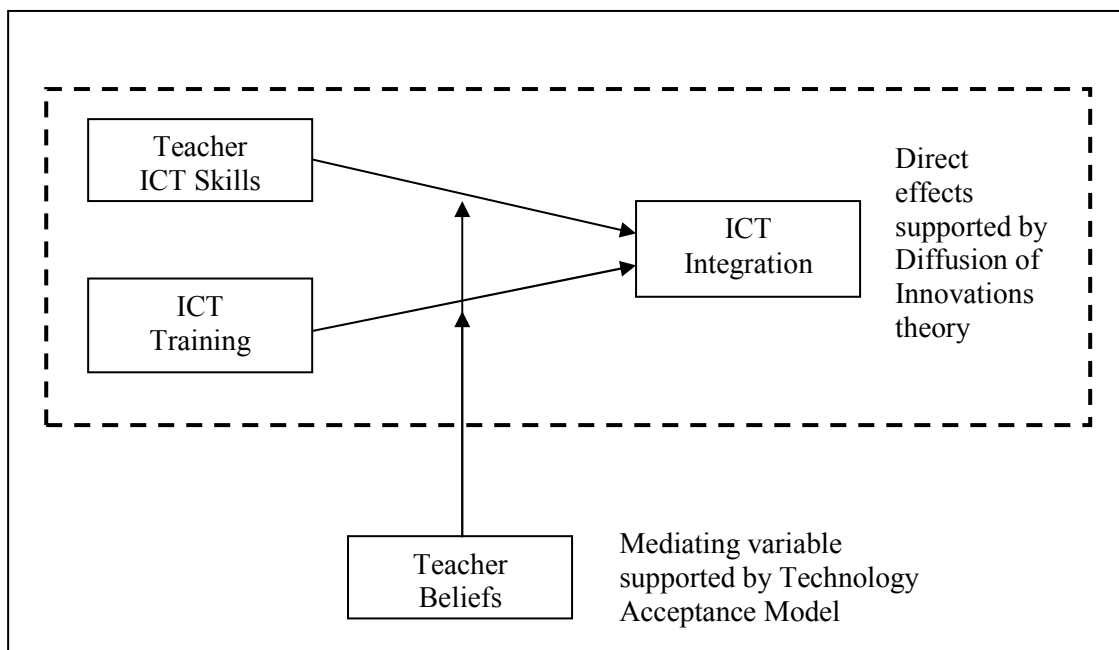 Teacher
ICT Skills
ICT
Training
ICT
Integration
Direct
effects
supported by
Diffusion of
Innovations
theory
Teacher
Beliefs
Mediating variable
supported by Technology
Acceptance Model